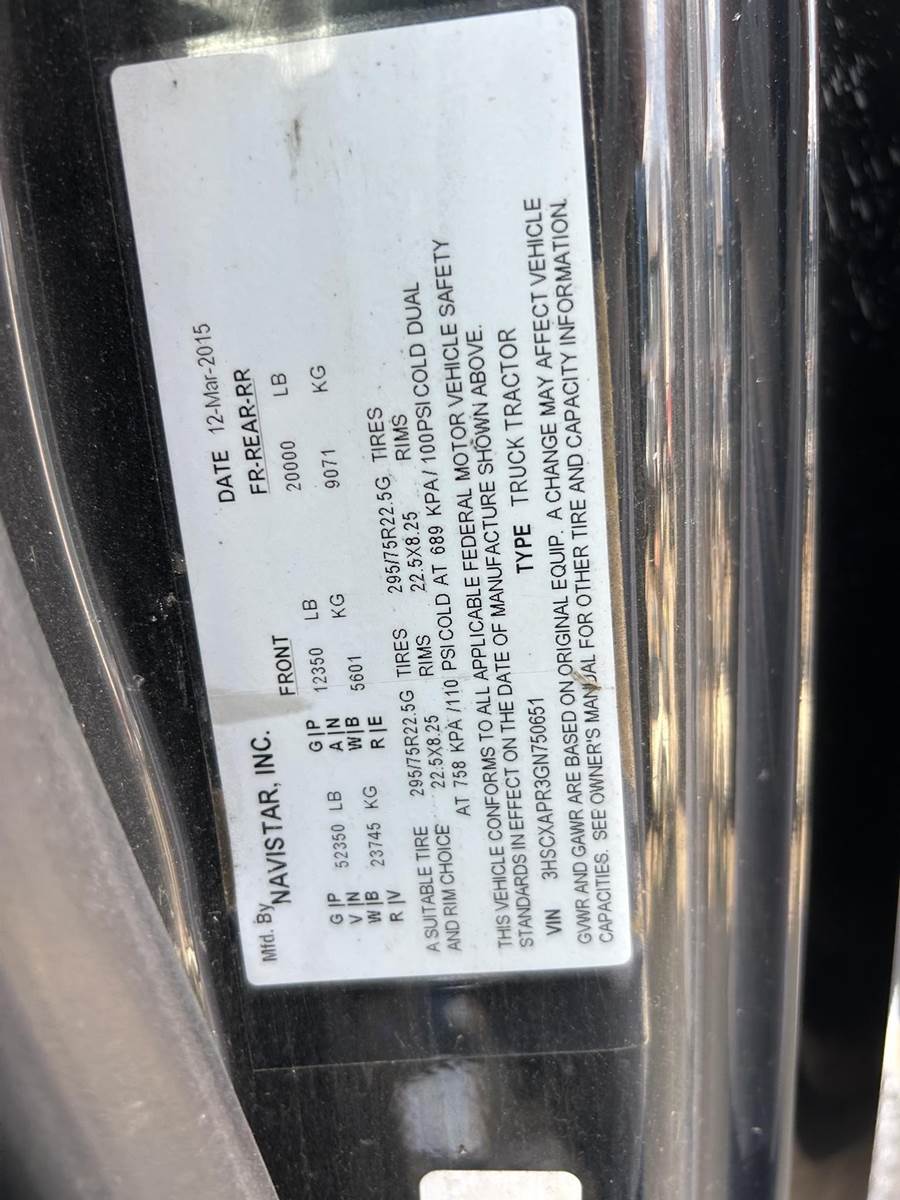 Mfd. By NAVISTAR, INC. DATE 12-Mar-2015
FRONT FR-REAR-RR
G|P 52350 LB G|P 12350 LB 20000 LB
V|N A|N
W|B 23745 KG W|B 5601 KG 9071 KG
R|V R|E
A SUITABLE TIRE 295/75R22.5G TIRES 295/75R22.5G, TIRES
AND RIM CHOICE 22.5X8.25 RIMS 22.5X8.25 RIMS
AT 758 KPA /110 PSI COLD AT 689 KPA/ 100PSI COLD DUAL
THIS VEHICLE CONFORMS TO ALL APPLICABLE FEDERAL MOTOR VEHICLE SAFETY
STANDARDS IN EFFECT ON THE DATE OF MANUFACTURE SHOWN ABOVE.
VIN 3HSCXAPR3GN750651 TYPE TRUCK TRACTOR
GVWR AND GAWR ARE BASED ON ORIGINAL EQUIP. A CHANGE MAY AFFECT VEHICLE
CAPACITIES. SEE OWNER'S MANUAL FOR OTHER TIRE AND CAPACITY INFORMATION.